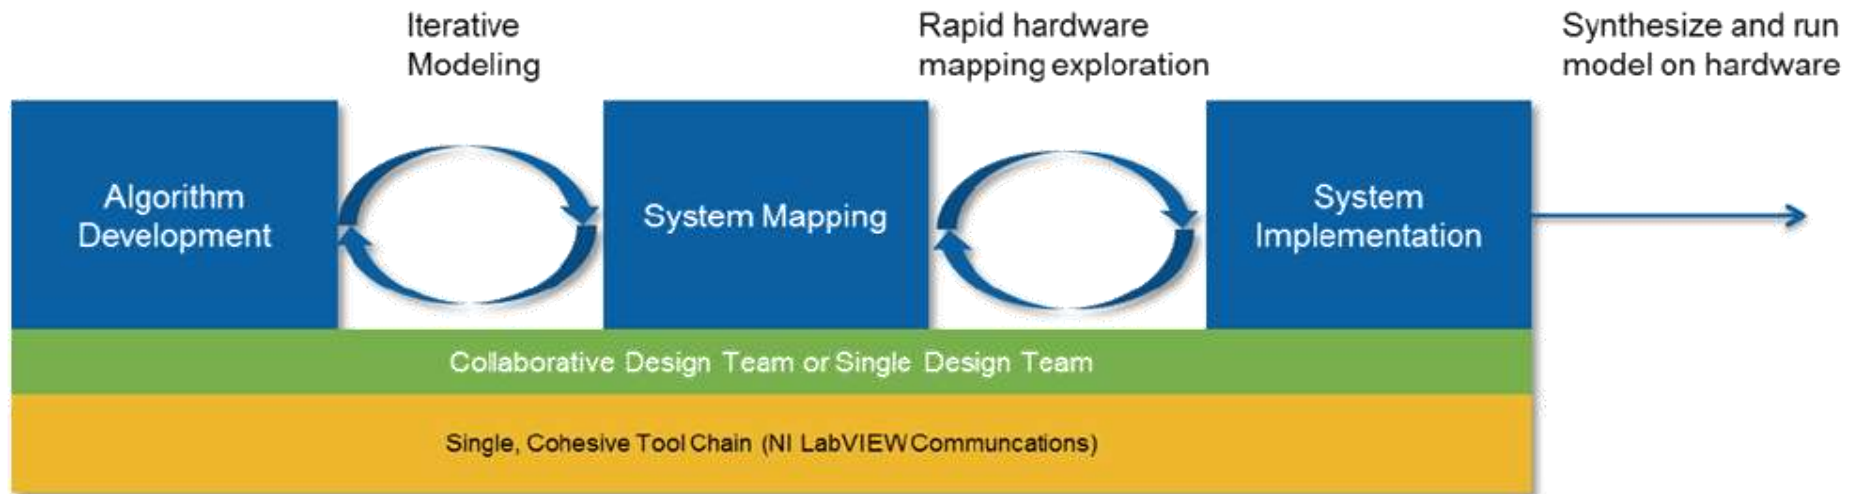 Iterative
Modeling
Rapid hardware
mapping exploration
Synthesize and run
model on hardware
Algorithm
Development
System Mapping
System
Implementation
Collaborative Design Team or Single Design Team
Single, Cohesive Tool Chain (NI LabVIEW Communcations)